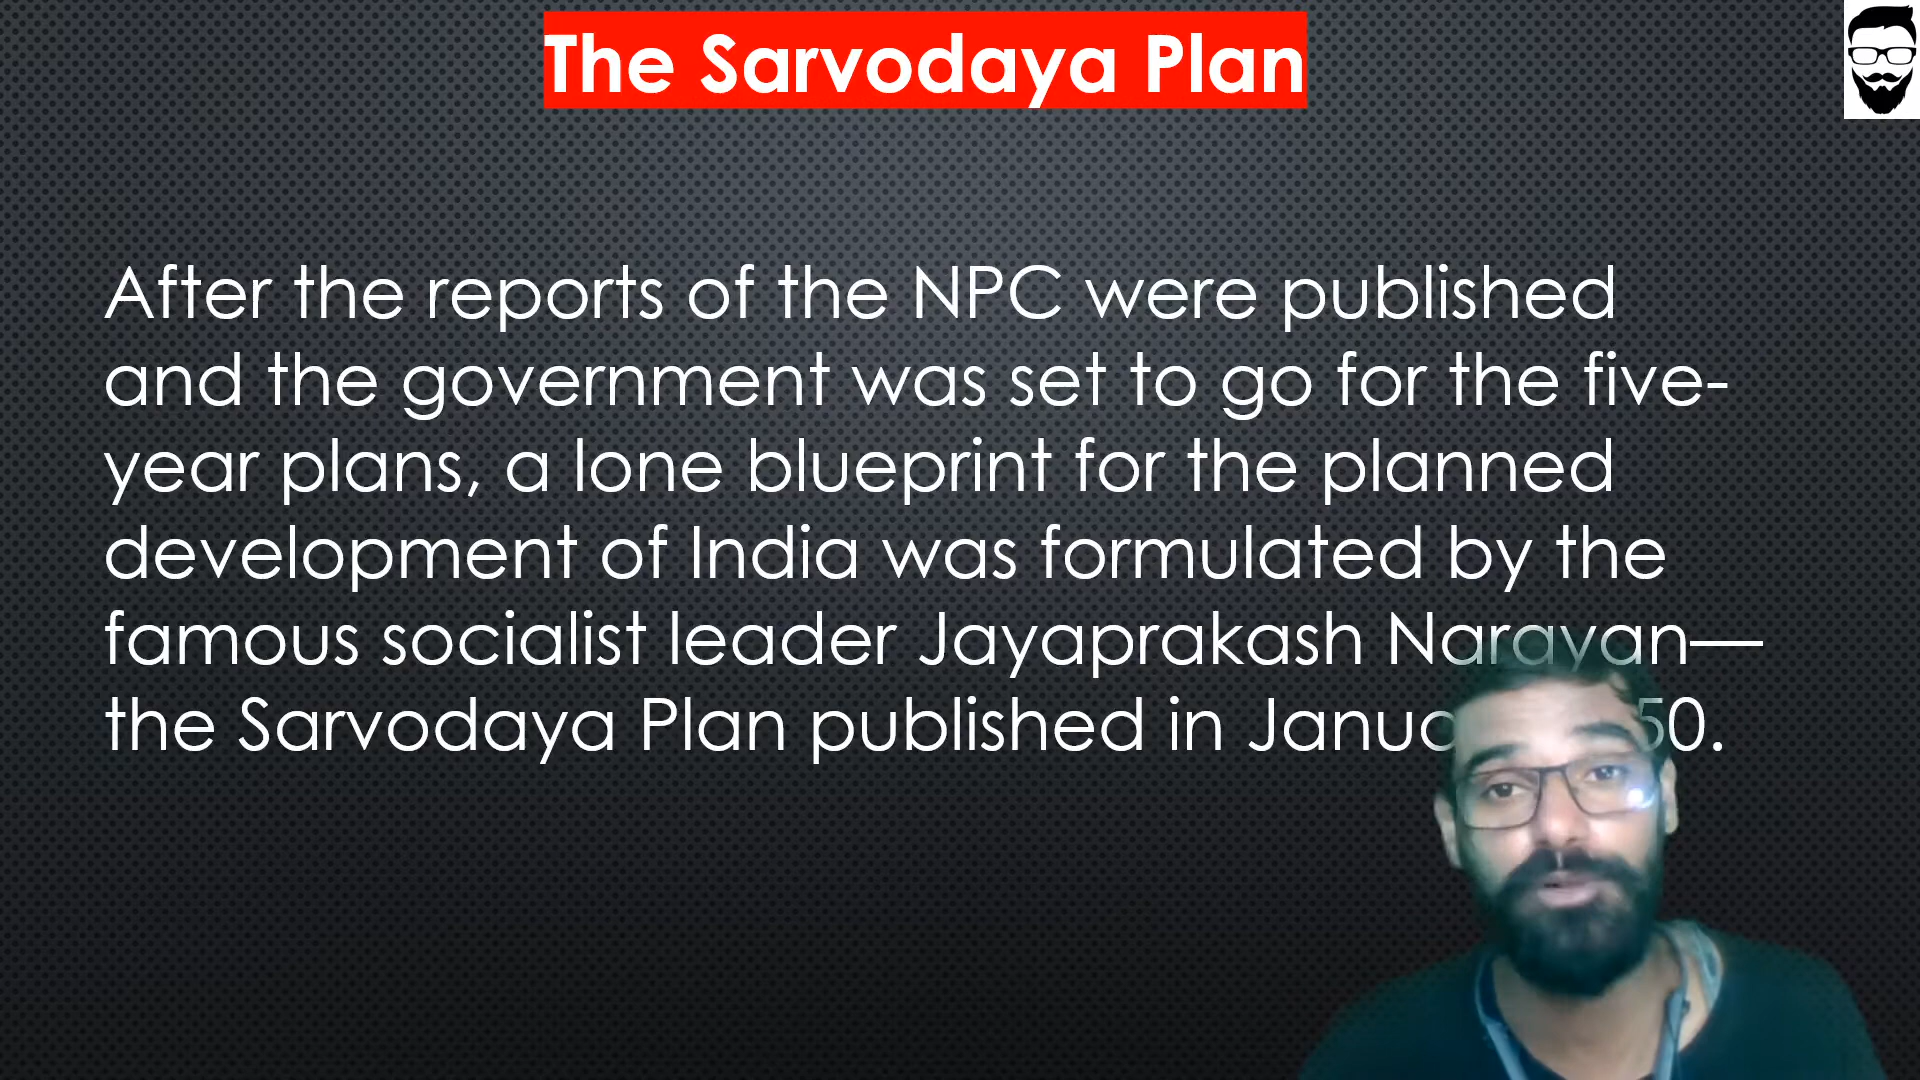 The Sarvodaya Plan
After the reports of the NPC were published
and the government was set to go for the five-
year plans, a lone blueprint for the planned
development of India was formulated by the
famous socialist leader Jayaprakash Narayan—
the Sarvodaya Plan published in